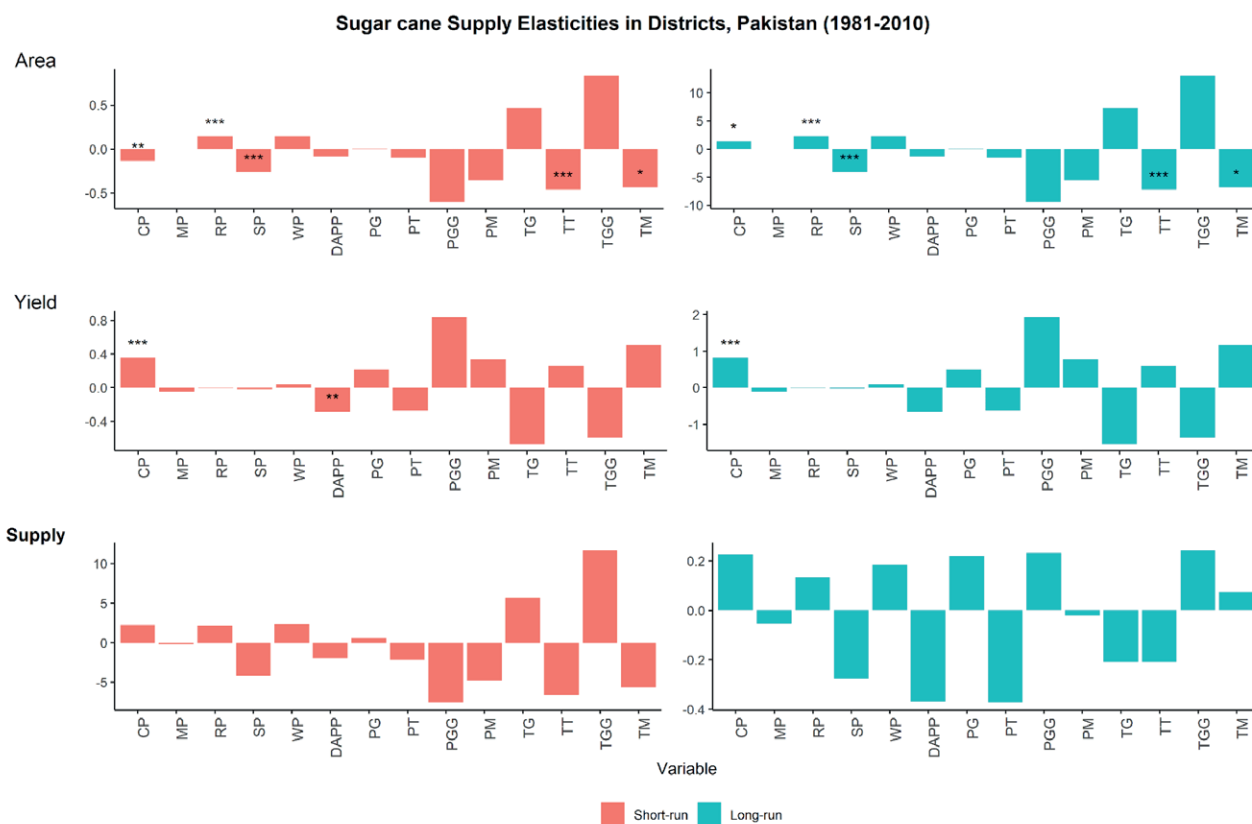 Sugar cane Supply Elasticities in Districts, Pakistan (1981-2010)
Area
0.5
0.0
-0.5
** *** *** *** *
CP MP RP SP WP DAPP PG PT PGG PM TG TT TGG TM
10
5
0
-5
-10
* *** *** *** *
CP MP RP SP WP DAPP PG PT PGG PM TG TT TGG TM
Yield
0.8
0.4
0.0
-0.4
*** **
CP MP RP SP WP DAPP PG PT PGG PM TG TT TGG TM
2
1
0
-1
***
CP MP RP SP WP DAPP PG PT PGG PM TG TT TGG TM
Supply
10
5
0
-5
CP MP RP SP WP DAPP PG PT PGG PM TG TT TGG TM
0.2
0.0
-0.2
-0.4
CP MP RP SP WP DAPP PG PT PGG PM TG TT TGG TM
Variable
Short-run Long-run